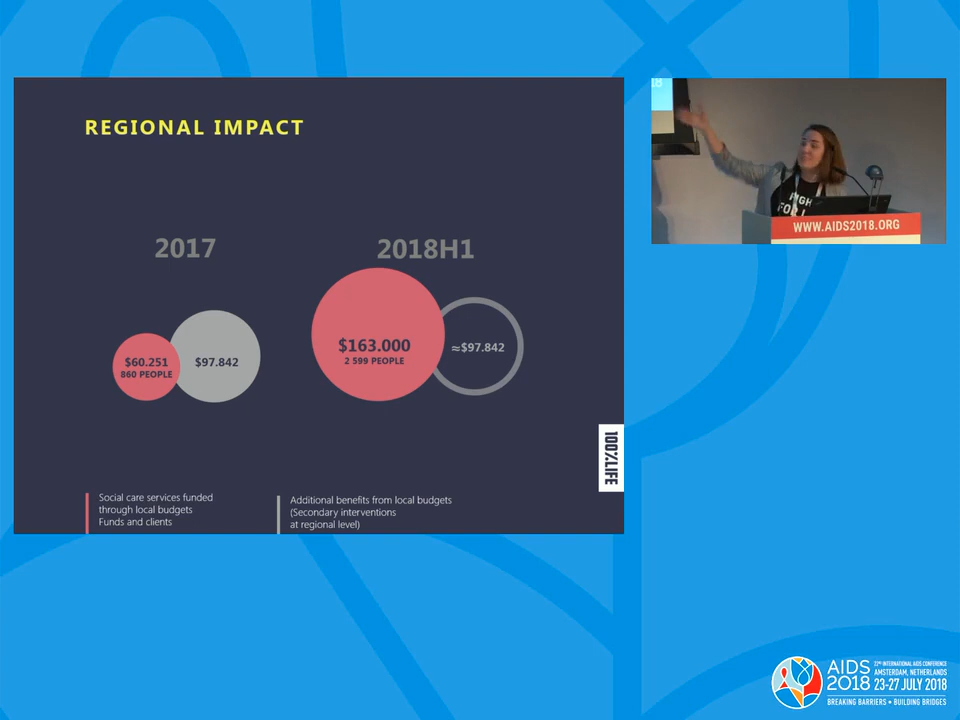 REGIONAL IMPACT
2017
2018H1
$60.251
860 PEOPLE
$97.842
$163.000
2 599 PEOPLE
≈$97.842
100%LIFE
Social care services funded
through local budgets
Funds and clients
Additional benefits from local budgets
(Secondary interventions
at regional level)
18
FIGH
FOR
WWW.AIDS2018.ORG
AIDS
2018
22ND INTERNATIONAL AIDS CONFERENCE
AMSTERDAM, NETHERLANDS
23-27 JULY 2018
BREAKING BARRIERS • BUILDING BRIDGES